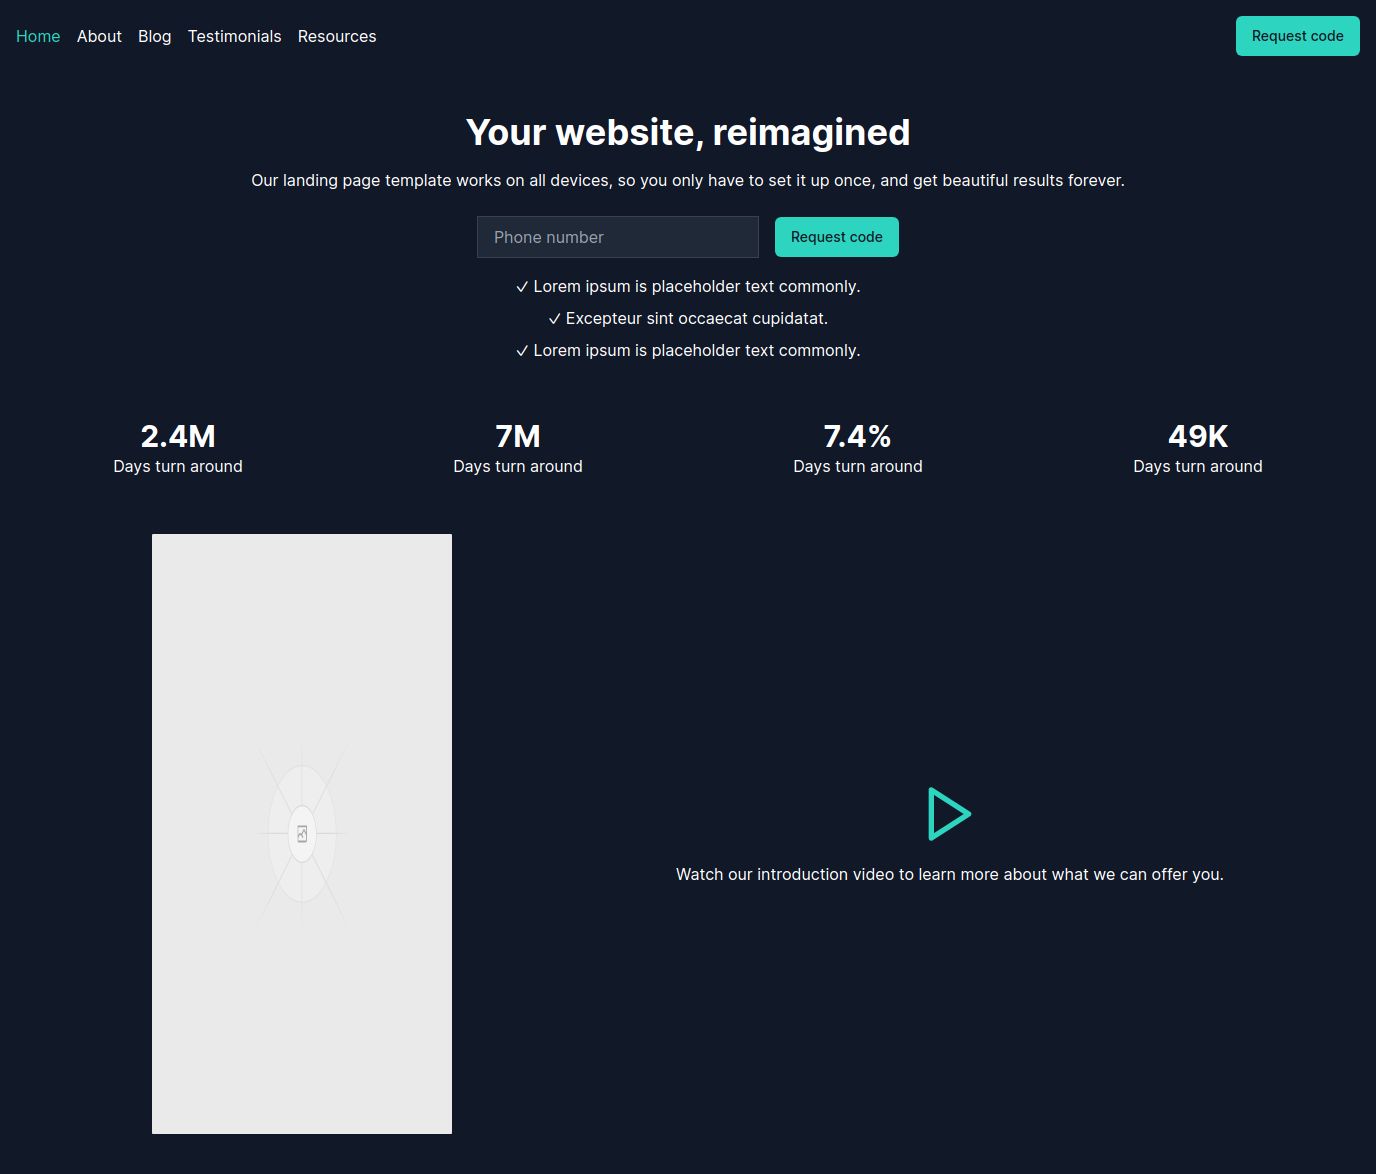 Home About Blog Testimonials Resources Request code
Your website, reimagined
Our landing page template works on all devices, so you only have to set it up once, and get beautiful results forever.
Phone number Request code
✓ Lorem ipsum is placeholder text commonly.
✓ Excepteur sint occaecat cupidatat.
✓ Lorem ipsum is placeholder text commonly.
2.4M 7M 7.4% 49K
Days turn around Days turn around Days turn around Days turn around
Watch our introduction video to learn more about what we can offer you.